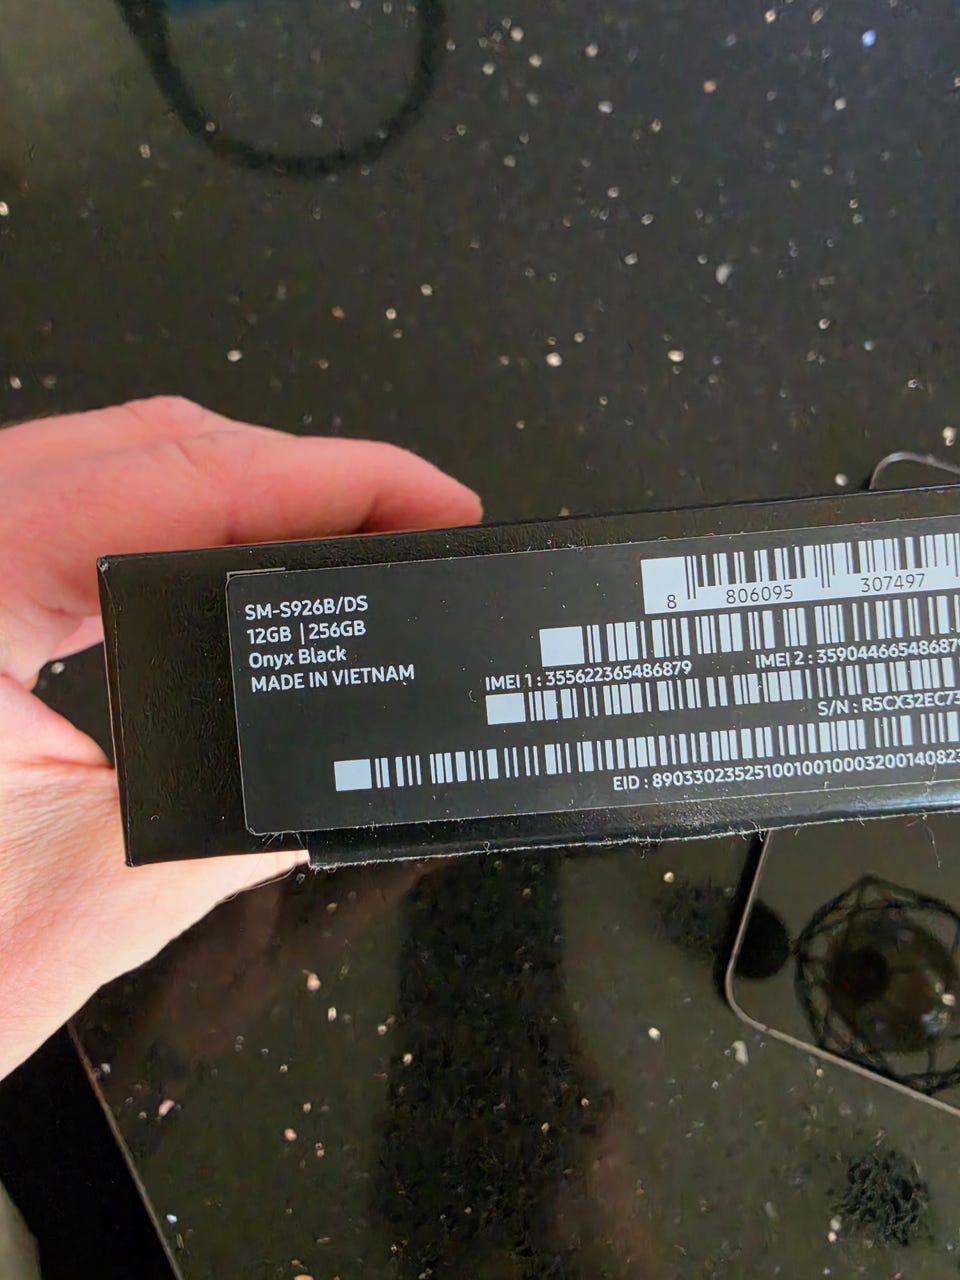 SM-S926B/DS
12GB | 256GB
Onyx Black
MADE IN VIETNAM
8 806095 307497
IMEI 1 : 355622365486879
IMEI 2 : 359044665486879
S/N : R5CX32EC73
EID : 8903302352510010010003200140823